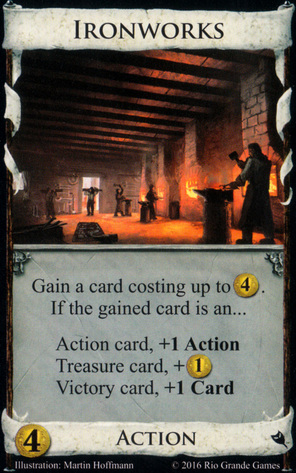 IRONWORKS
Gain a card costing up to 4.
If the gained card is an...
Action card, +1 Action
Treasure card, +1
Victory card, +1 Card
4 ACTION
Illustration: Martin Hoffmann © 2016 Rio Grande Games